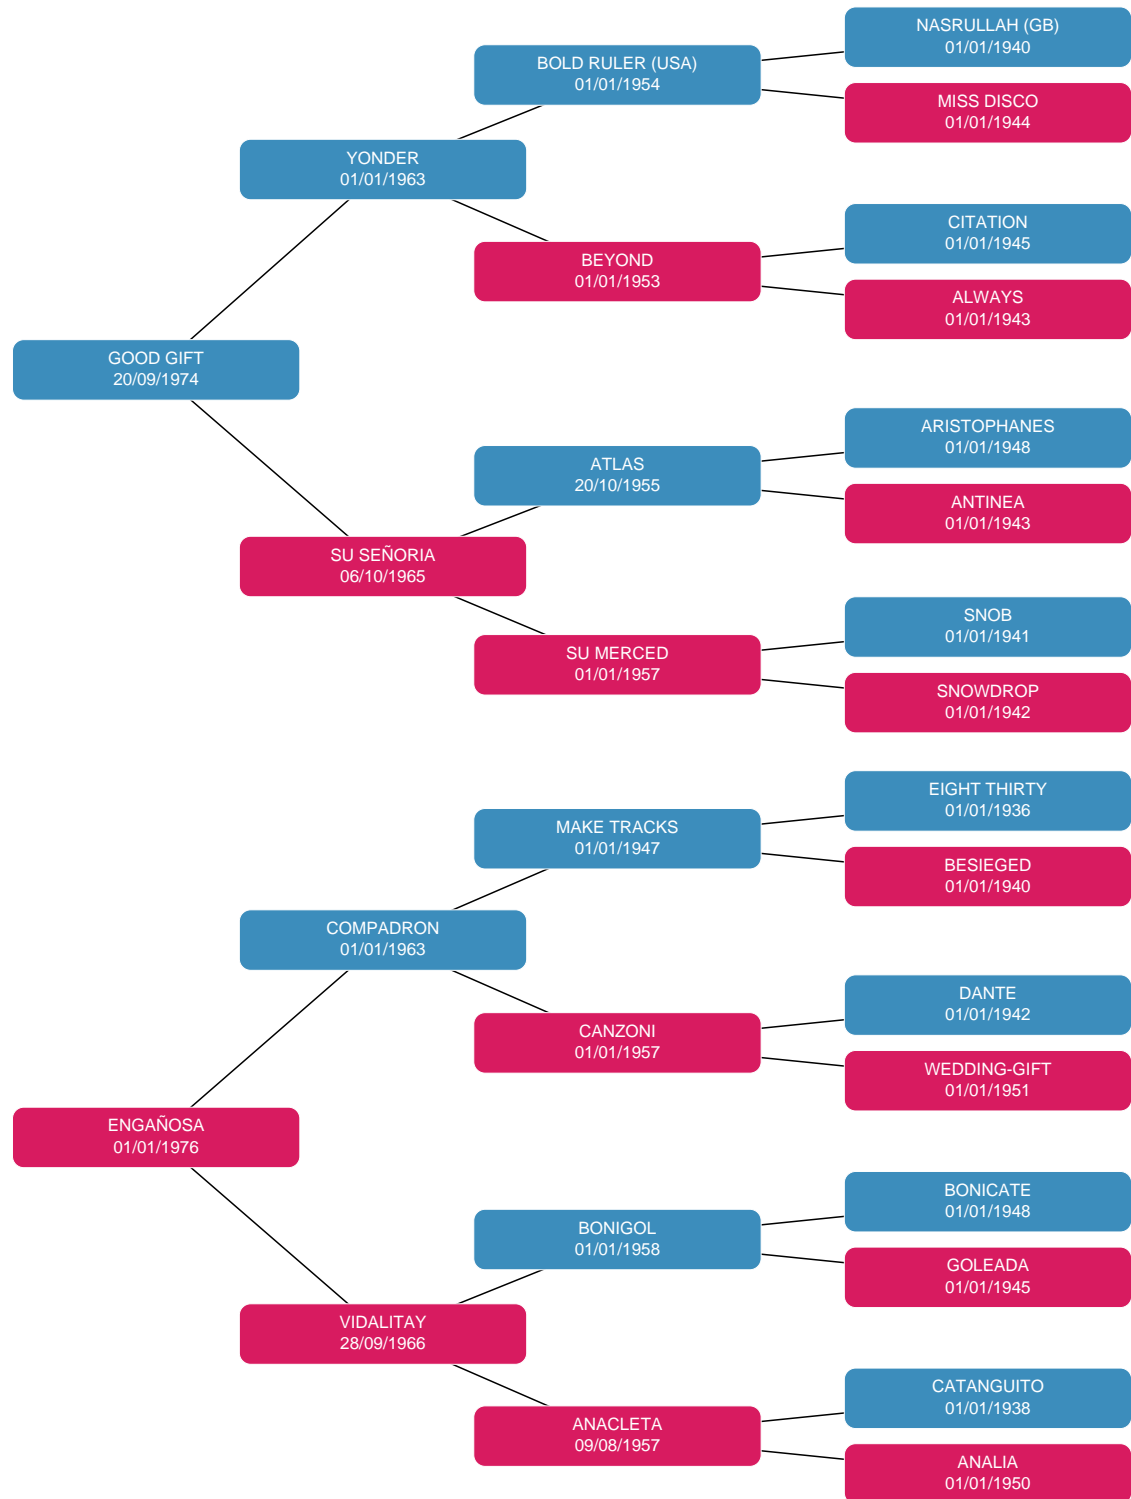 NASRULLAH (GB)
01/01/1940
BOLD RULER (USA)
01/01/1954
MISS DISCO
01/01/1944
YONDER
01/01/1963
CITATION
01/01/1945
BEYOND
01/01/1953
ALWAYS
01/01/1943
GOOD GIFT
20/09/1974
ARISTOPHANES
01/01/1948
ATLAS
20/10/1955
ANTINEA
01/01/1943
SU SEÑORIA
06/10/1965
SNOB
01/01/1941
SU MERCED
01/01/1957
SNOWDROP
01/01/1942
EIGHT THIRTY
01/01/1936
MAKE TRACKS
01/01/1947
BESIEGED
01/01/1940
COMPADRON
01/01/1963
DANTE
01/01/1942
CANZONI
01/01/1957
WEDDING-GIFT
01/01/1951
ENGAÑOSA
01/01/1976
BONICATE
01/01/1948
BONIGOL
01/01/1958
GOLEADA
01/01/1945
VIDALITAY
28/09/1966
CATANGUITO
01/01/1938
ANACLETA
09/08/1957
ANALIA
01/01/1950